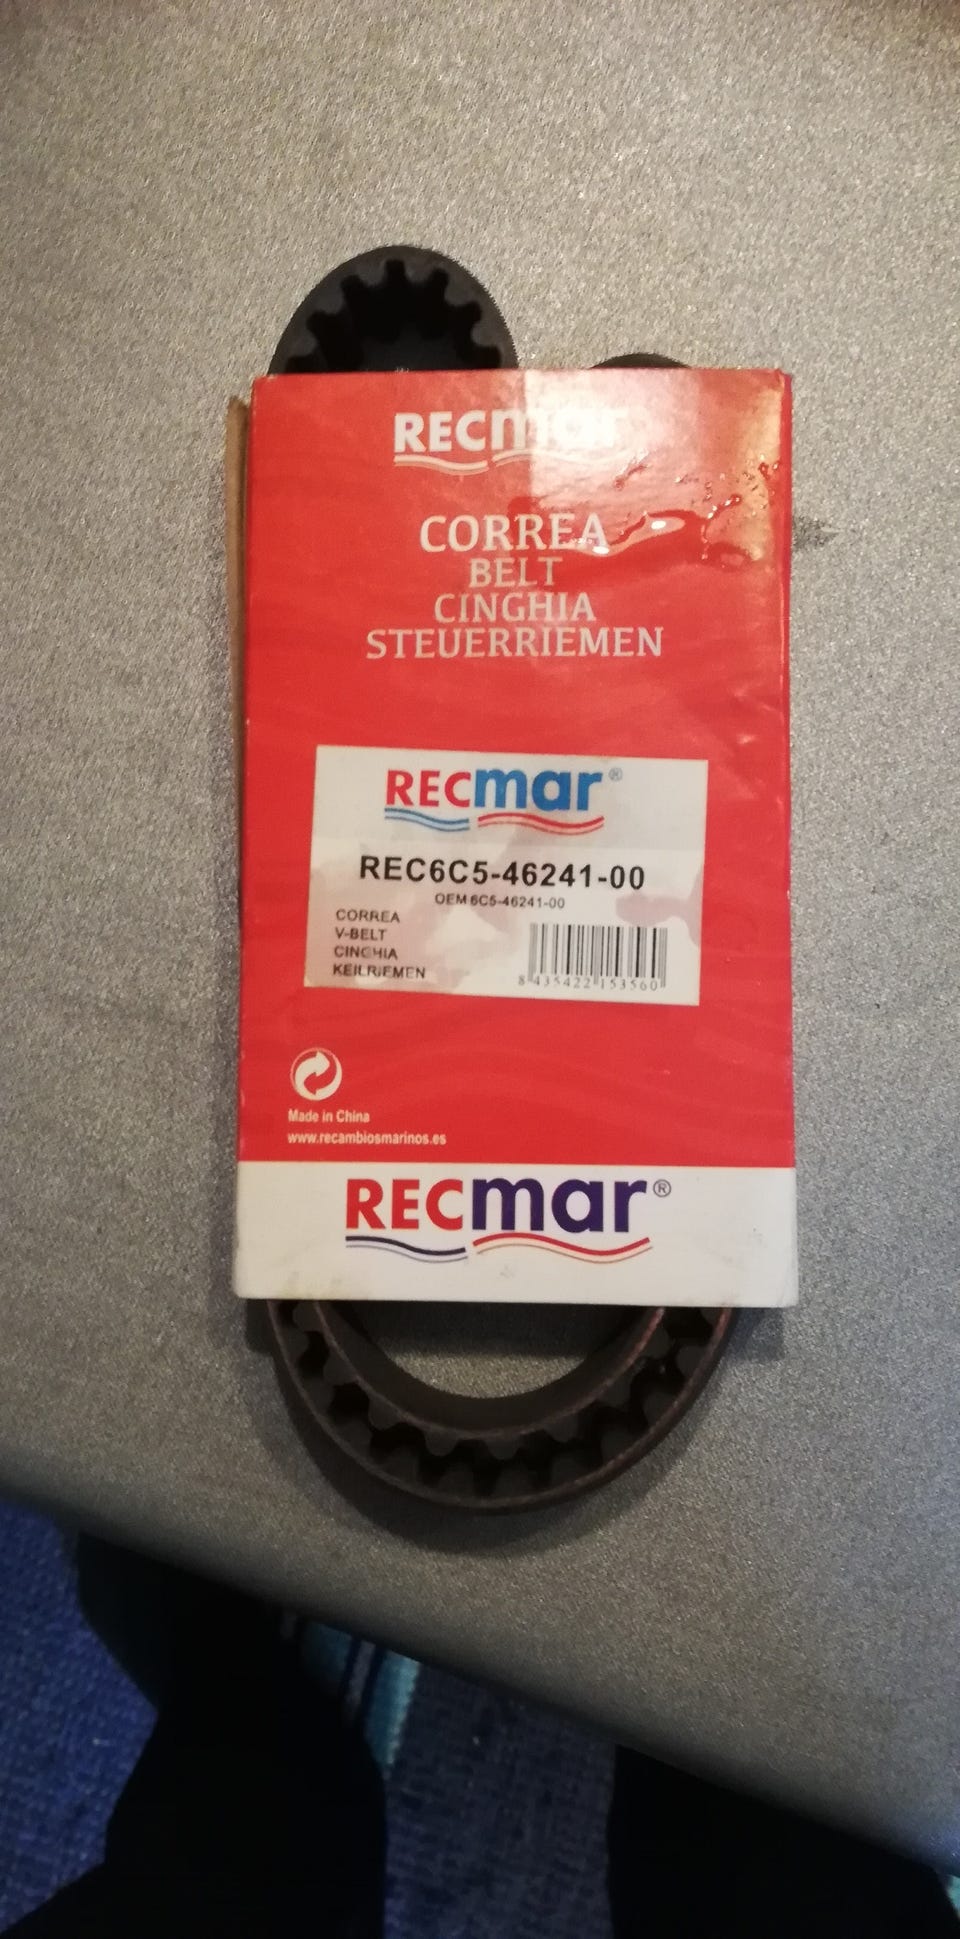 RECmar
CORREA
BELT
CINGHIA
STEUERRIEMEN
RECmar®
REC6C5-46241-00
OEM 6C5-46241-00
CORREA
V-BELT
CINGHIA
KEILRIEMEN
8 435422 153560
Made in China
www.recambiosmarinos.es
RECmar®